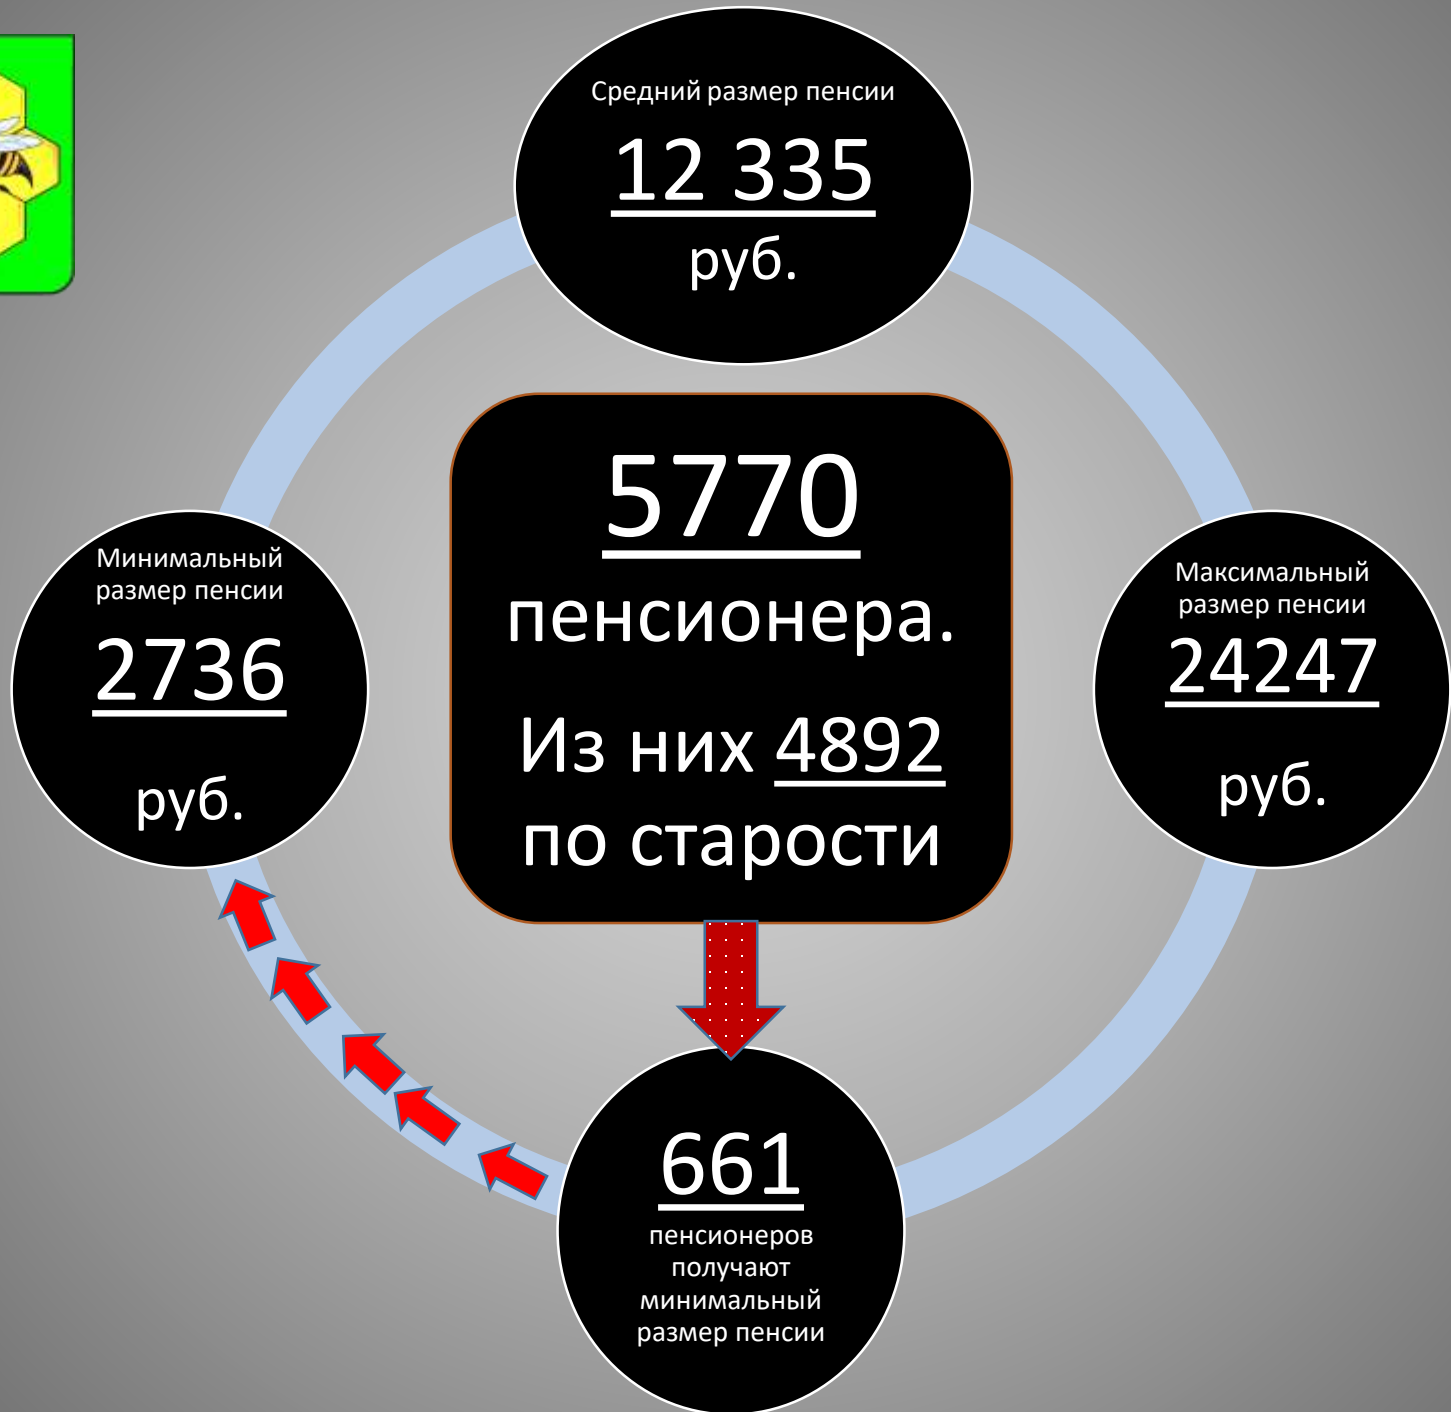 Средний размер пенсии
12 335
руб.
5770
пенсионера.
Из них 4892
по старости
Минимальный
размер пенсии
2736
руб.
Максимальный
размер пенсии
24247
руб.
661
пенсионеров
получают
минимальный
размер пенсии